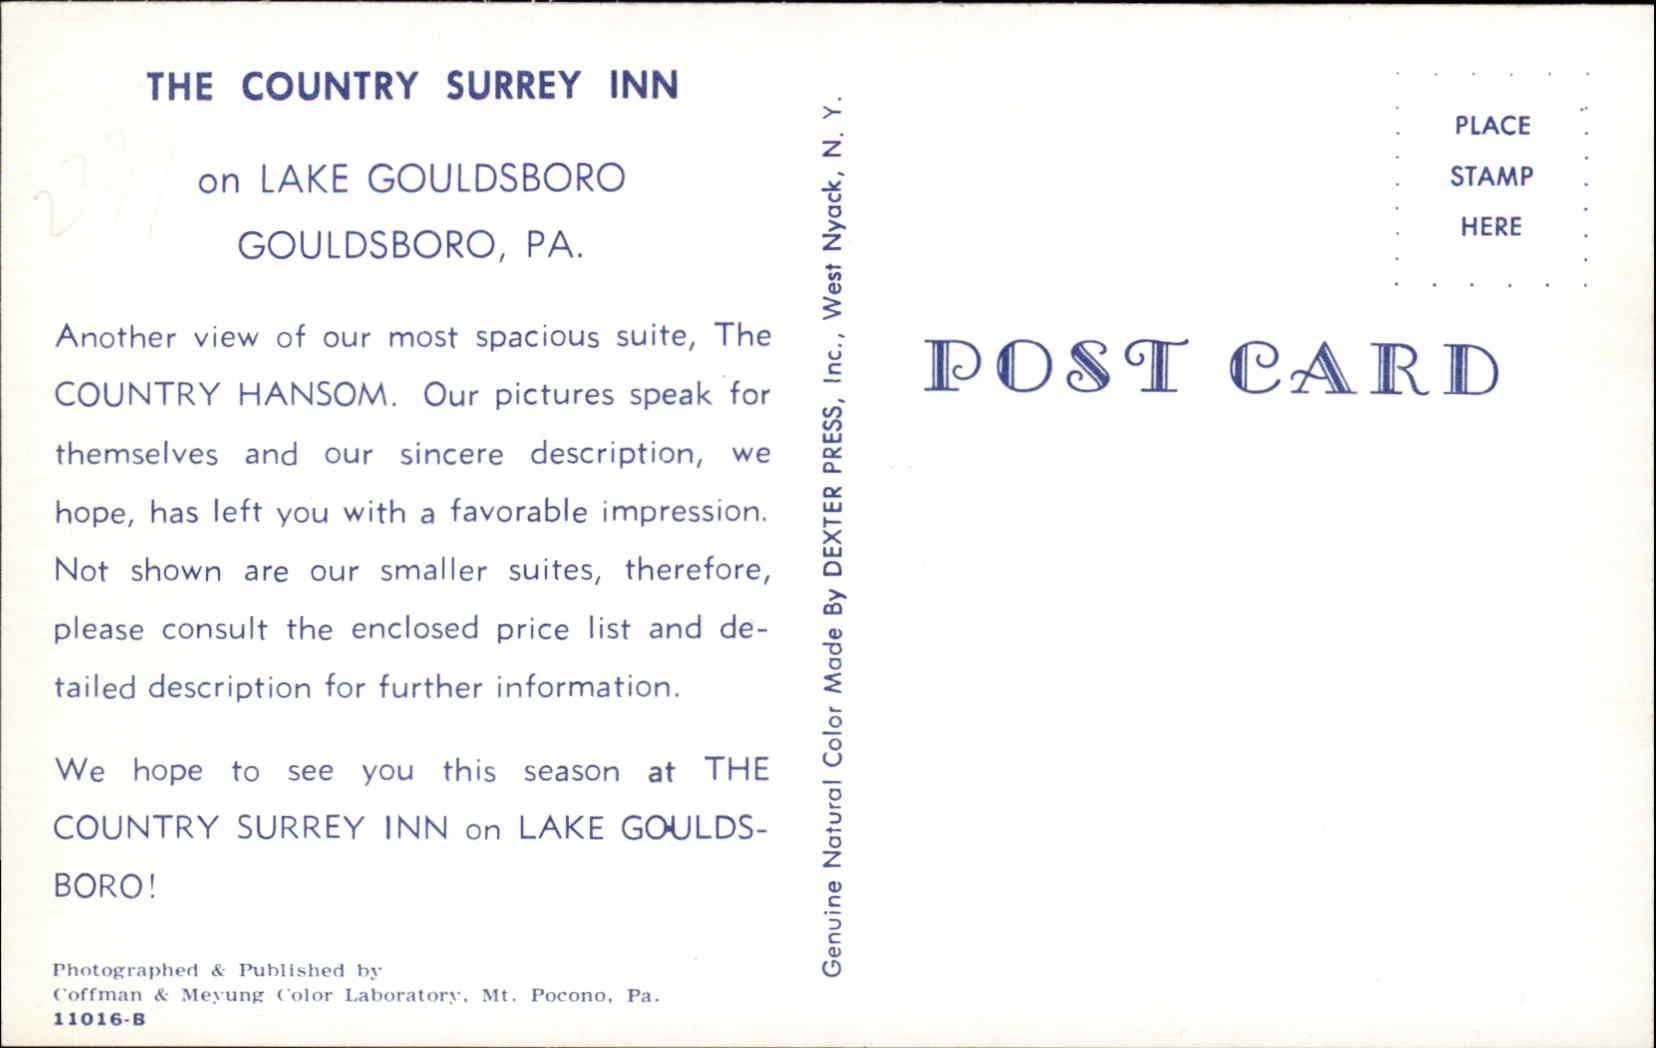 THE COUNTRY SURREY INN
on LAKE GOULDSBORO
GOULDSBORO, PA.
Another view of our most spacious suite, The
COUNTRY HANSOM. Our pictures speak for
themselves and our sincere description, we
hope, has left you with a favorable impression.
Not shown are our smaller suites, therefore,
please consult the enclosed price list and de-
tailed description for further information.
We hope to see you this season at THE
COUNTRY SURREY INN on LAKE GOULDS-
BORO!
Photographed & Published by
Coffman & Meyung Color Laboratory, Mt. Pocono, Pa.
11016-B
Genuine Natural Color Made By DEXTER PRESS, Inc., West Nyack, N. Y.
PLACE
STAMP
HERE
POST CARD